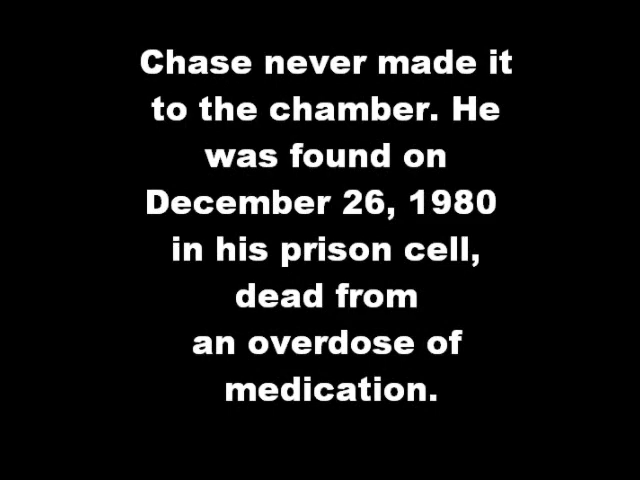 Chase never made it
to the chamber. He
was found on
December 26, 1980
in his prison cell,
dead from
an overdose of
medication.